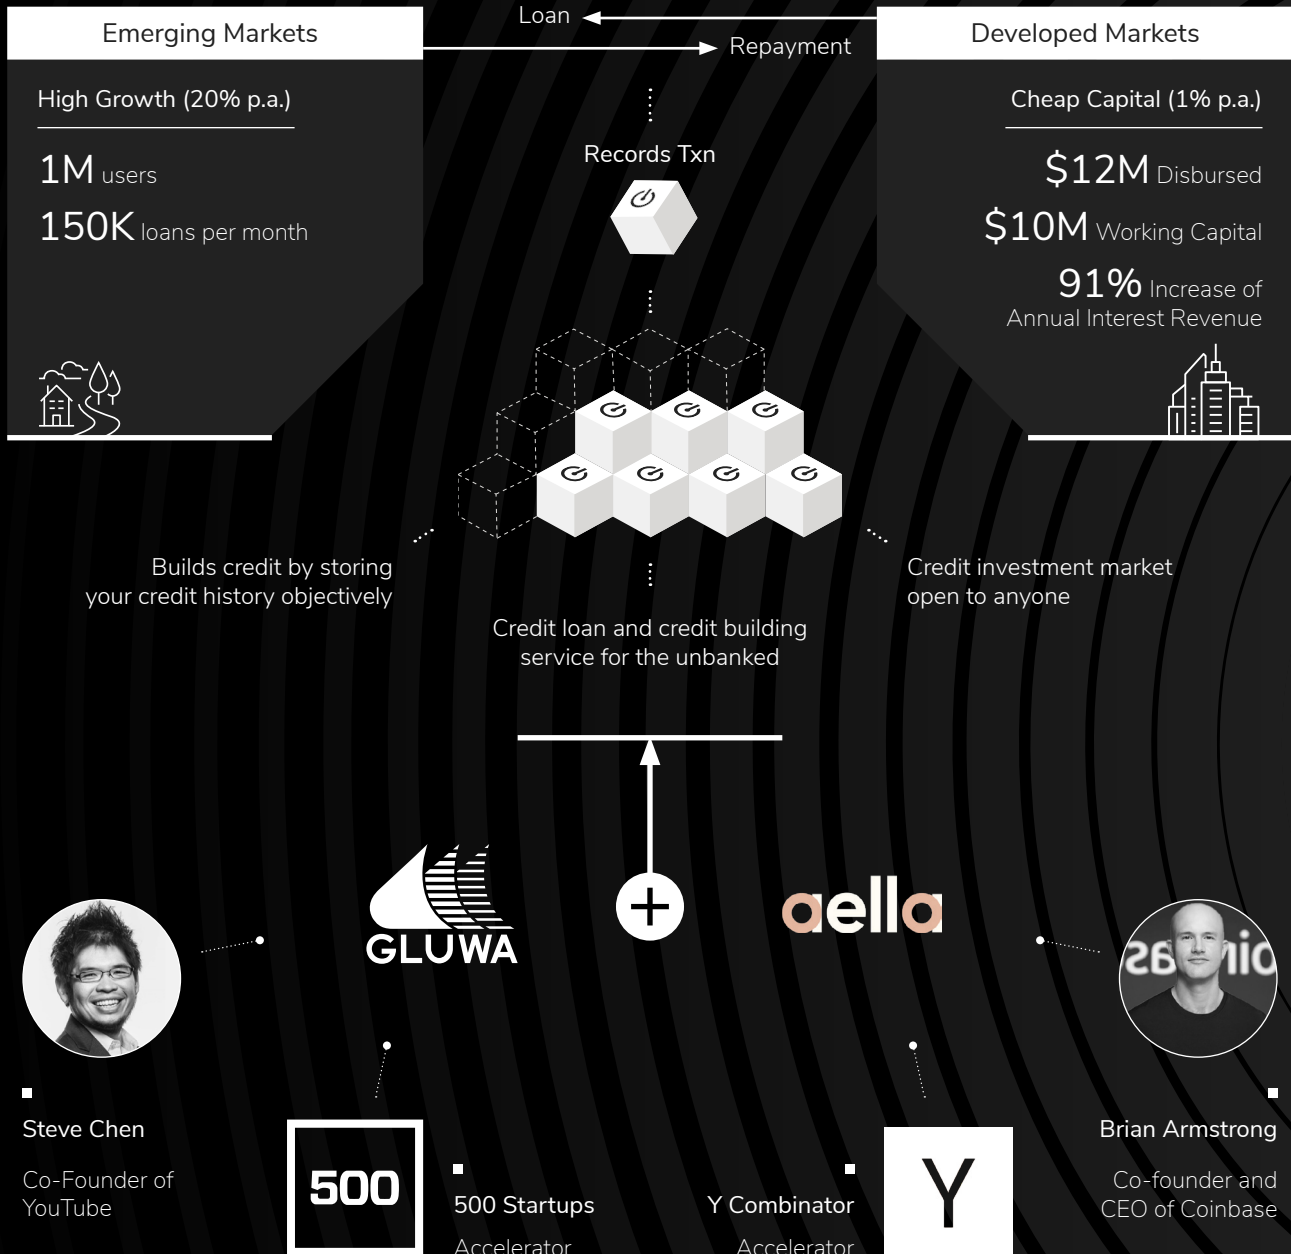 Emerging Markets
High Growth (20% p.a.)
1M users
150K loans per month
Loan
Repayment
Records Txn
Developed Markets
Cheap Capital (1% p.a.)
$12M Disbursed
$10M Working Capital
91% Increase of
Annual Interest Revenue
Builds credit by storing
your credit history objectively
Credit loan and credit building
service for the unbanked
Credit investment market
open to anyone
GLUWA
aella
Steve Chen
Co-Founder of
YouTube
500
500 Startups
Accelerator
Y Combinator
Accelerator
Y
Brian Armstrong
Co-founder and
CEO of Coinbase